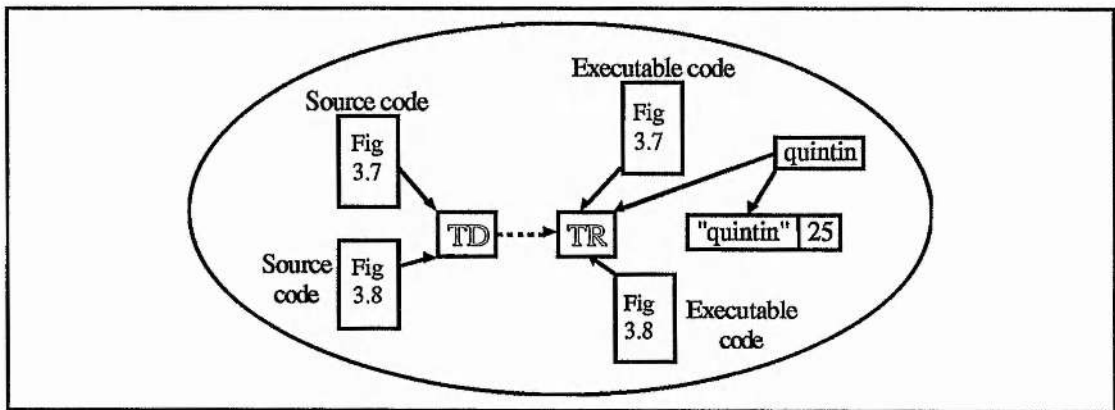 Executable code
Source code
Fig
3.7
Fig
3.7
quintin
"quintin" 25
TD
TR
Source
code
Fig
3.8
Fig
3.8
Executable
code